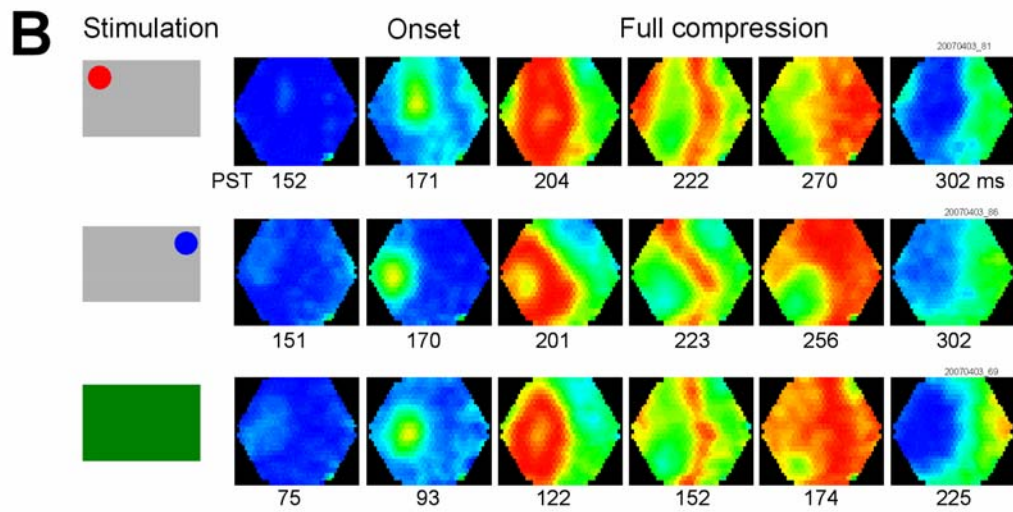 B
Stimulation Onset Full compression
20070403_81
PST 152 171 204 222 270 302 ms
20070403_86
151 170 201 223 256 302
20070403_69
75 93 122 152 174 225